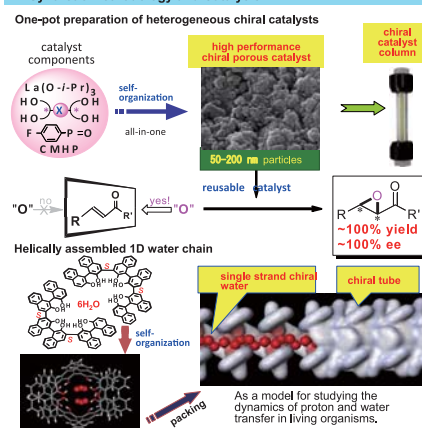 One-pot preparation of heterogeneous chiral catalysts
catalyst
components
La(O-i-Pr)3
HO OH
* X *
HO OH
F P=O
CMHP
self-
organization
all-in-one
high performance
chiral porous catalyst
50-200 nm particles
chiral
catalyst
column
"O"
no
R
O
R'
yes!
"O"
reusable catalyst
O
O
R
*
*
R'
~100% yield
~100% ee
Helically assembled 1D water chain
S
S
S
S
S
S
OH
HO
6H2O
self-
organization
packing
single strand chiral
water
chiral tube
As a model for studying the
dynamics of proton and water
transfer in living organisms.